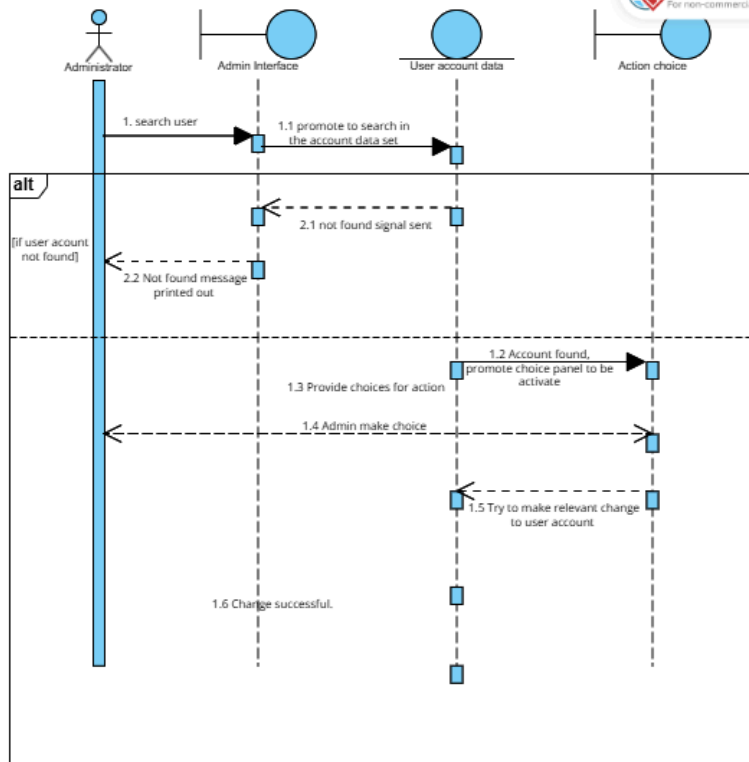 For non-commerci
Administrator
Admin Interface
User account data
Action choice
1. search user
1.1 promote to search in
the account data set
alt
[if user acount
not found]
2.1 not found signal sent
2.2 Not found message
printed out
1.2 Account found,
promote choice panel to be
activate
1.3 Provide choices for action
1.4 Admin make choice
1.5 Try to make relevant change
to user account
1.6 Change successful.